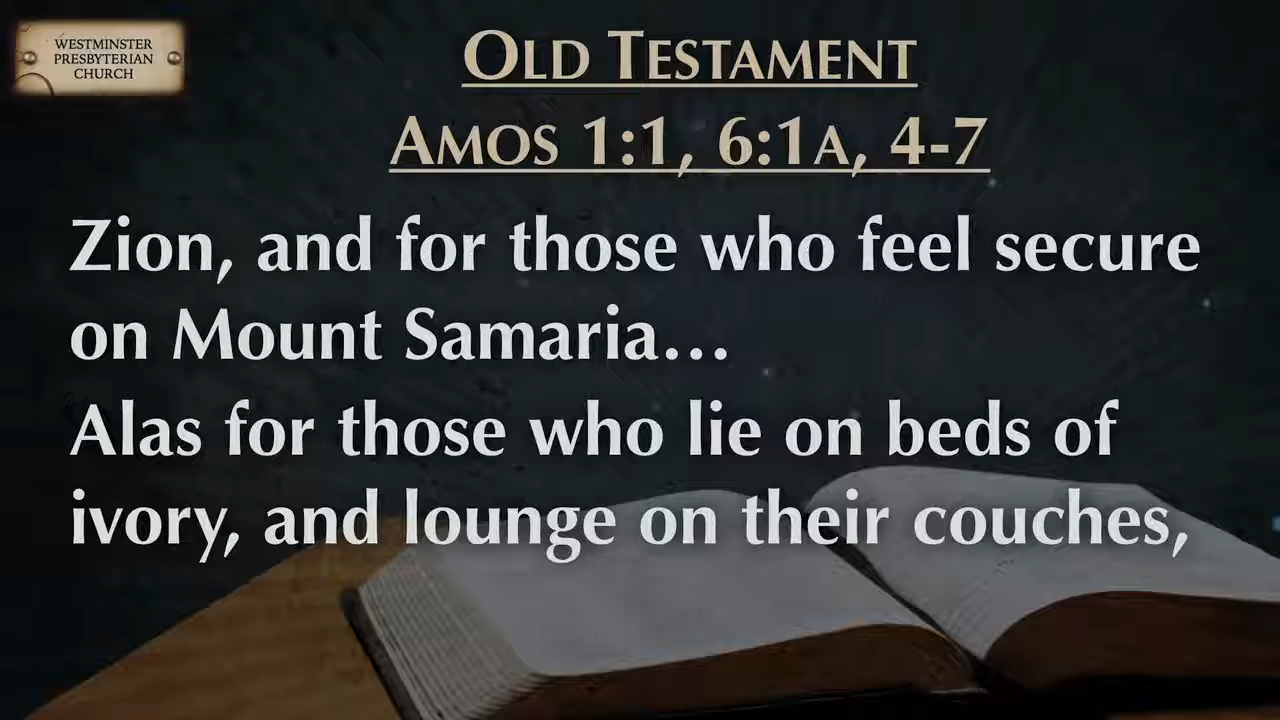 WESTMINSTER
PRESBYTERIAN
CHURCH
OLD TESTAMENT
AMOS 1:1, 6:1A, 4-7
Zion, and for those who feel secure
on Mount Samaria…
Alas for those who lie on beds of
ivory, and lounge on their couches,